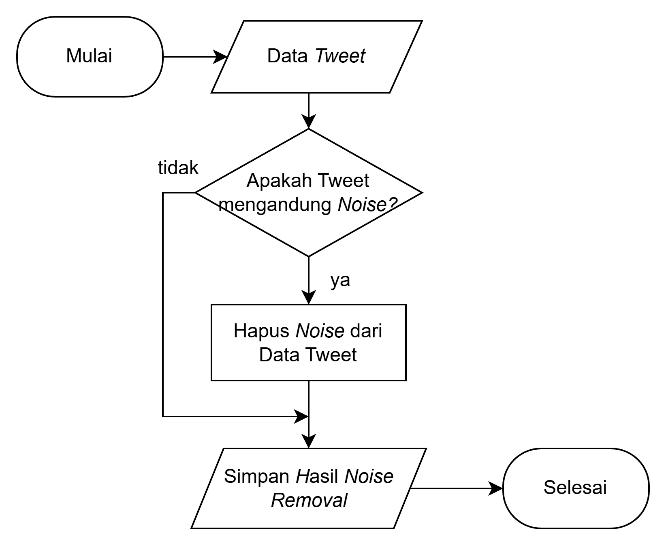 Mulai
Data Tweet
tidak
Apakah Tweet
mengandung Noise?
ya
Hapus Noise dari
Data Tweet
Simpan Hasil Noise
Removal
Selesai